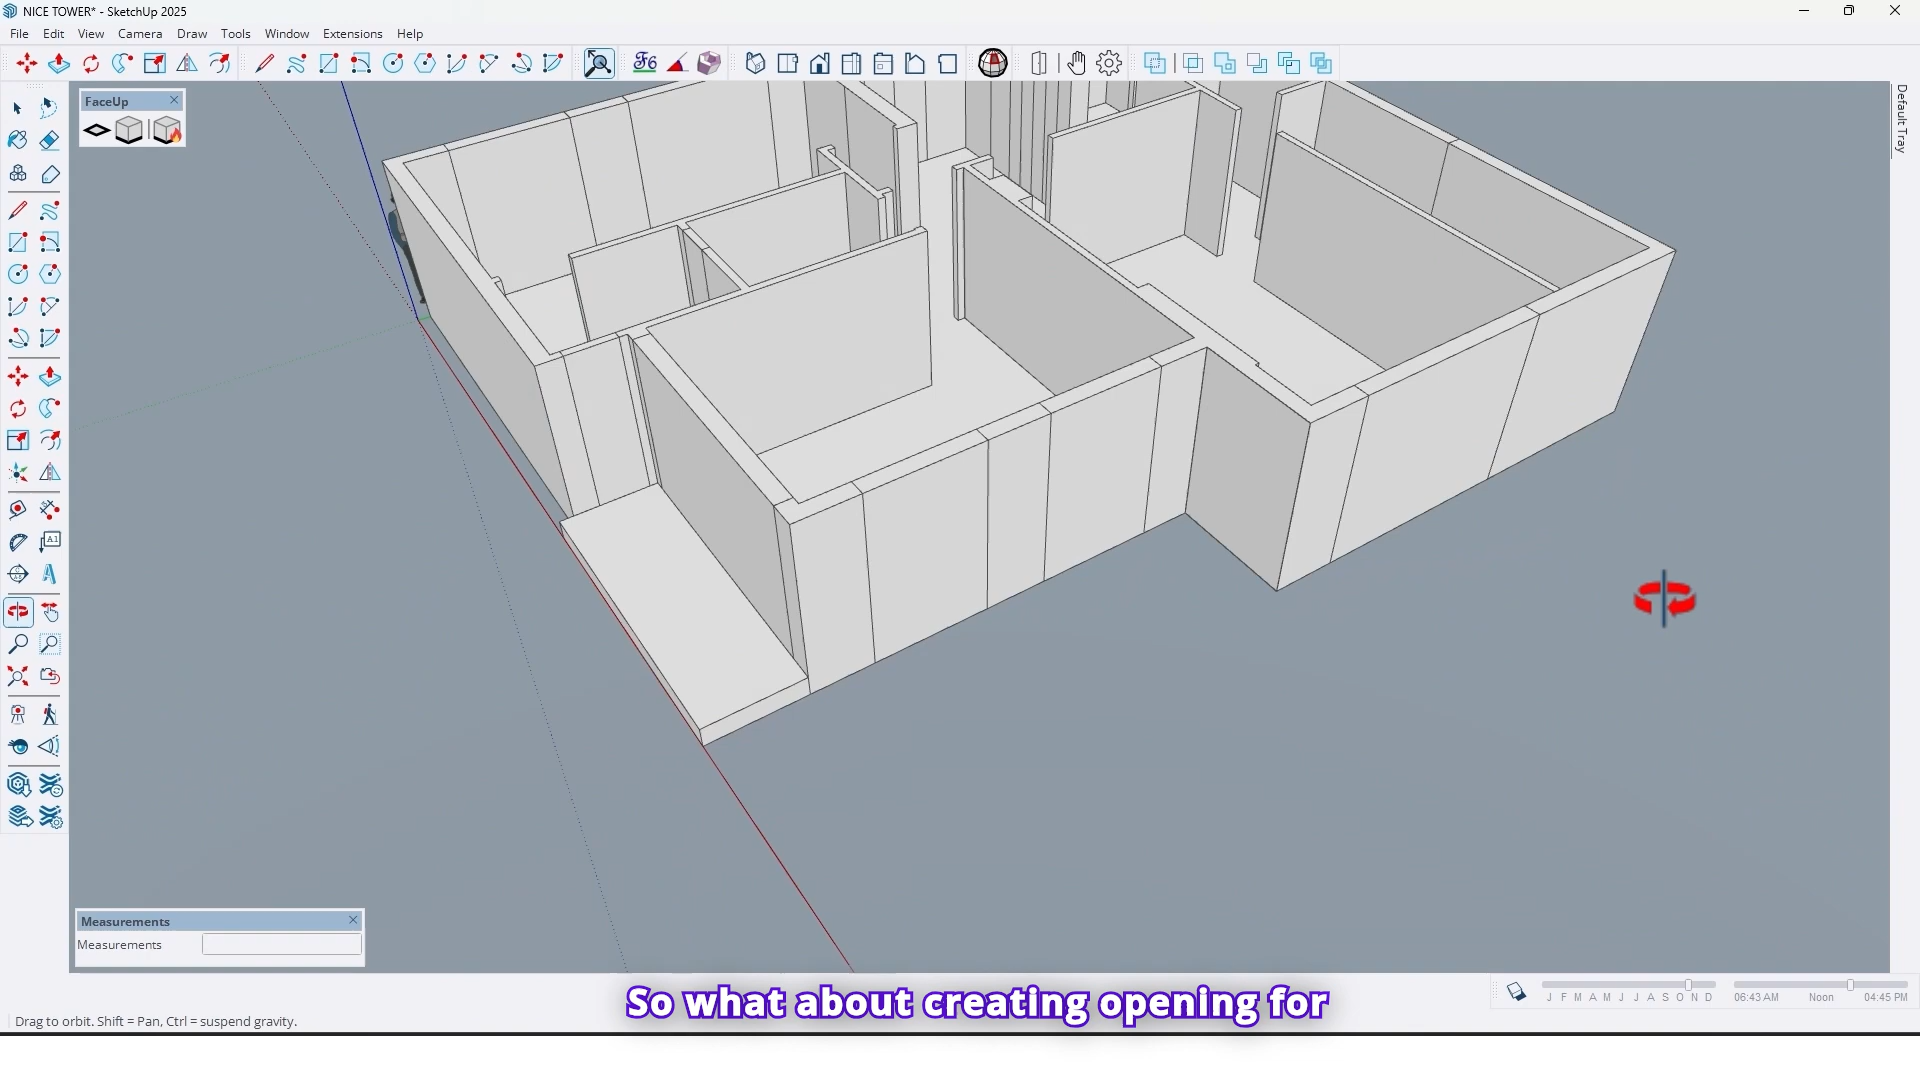 NICE TOWER* - SketchUp 2025
File Edit View Camera Draw Tools Window Extensions Help
FaceUp
Default Tray
Measurements
Measurements
J F M A M J J A S O N D
06:43 AM Noon 04:45 PM
So what about creating opening for
Drag to orbit. Shift = Pan, Ctrl = suspend gravity.